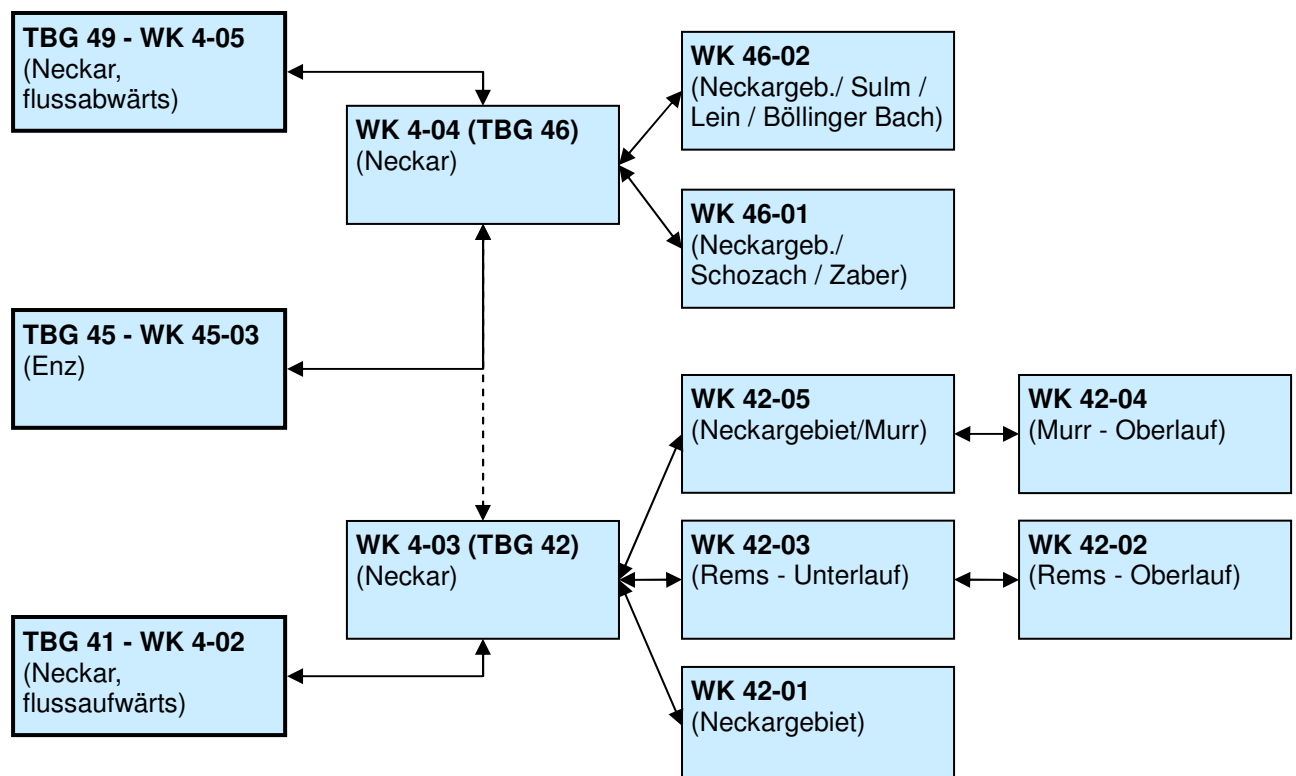 TBG 49 - WK 4-05
(Neckar,
flussabwärts)
WK 4-04 (TBG 46)
(Neckar)
WK 46-02
(Neckargeb./ Sulm /
Lein / Böllinger Bach)
WK 46-01
(Neckargeb./
Schozach / Zaber)
TBG 45 - WK 45-03
(Enz)
WK 42-05
(Neckargebiet/Murr)
WK 42-04
(Murr - Oberlauf)
WK 4-03 (TBG 42)
(Neckar)
WK 42-03
(Rems - Unterlauf)
WK 42-02
(Rems - Oberlauf)
TBG 41 - WK 4-02
(Neckar,
flussaufwärts)
WK 42-01
(Neckargebiet)